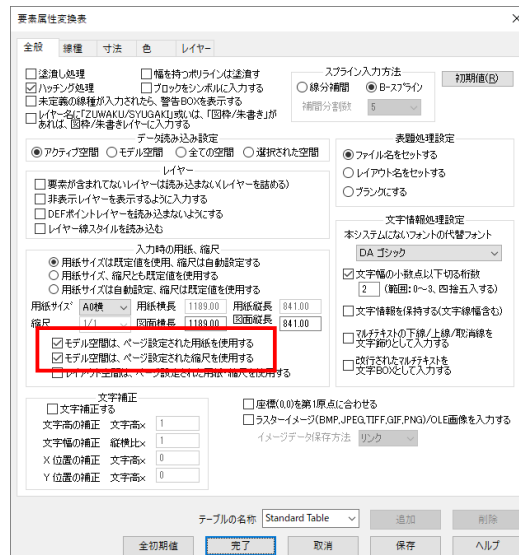 要素属性変換表
全般 線種 寸法 色 レイヤー
塗潰し処理 幅を持つポリラインは塗潰す
ハッチング処理 ブロックをシンボルに入力する
未定義の線種が入力されたら、警告BOXを表示する
レイヤー名に「ZUWAKU/SYUGAKI」或いは、「図枠/朱書き」が
あれば、図枠/朱書きレイヤーに入力する
スプライン入力方法
線分補間 B-スプライン
補間分割数 5
初期値(R)
データ読み込み設定
アクティブ空間 モデル空間 全ての空間 選択された空間
レイヤー
要素が含まれてないレイヤーは読み込まない(レイヤーを詰める)
非表示レイヤーを表示するように入力する
DEFポイントレイヤーを読み込まないようにする
レイヤー線スタイルを読み込む
表題処理設定
ファイル名をセットする
レイアウト名をセットする
ブランクにする
入力時の用紙、縮尺
用紙サイズは既定値を使用、縮尺は自動設定する
用紙サイズ、縮尺とも既定値を使用する
用紙サイズは自動設定、縮尺は既定値を使用する
用紙サイズ A0横 用紙横長 1189.00 用紙縦長 841.00
縮尺 1/1 図面横長 1189.00 図面縦長 841.00
モデル空間は、ページ設定された用紙を使用する
モデル空間は、ページ設定された縮尺を使用する
レイアウト空間は、ページ設定された用紙・縮尺を使用する
文字情報処理設定
本システムにないフォントの代替フォント
DA ゴシック
文字幅の小数点以下切る桁数
2 (範囲:0~3、四捨五入する)
文字情報を保持する(文字線幅含む)
マルチテキストの下線/上線/取消線を
文字飾りとして入力する
改行されたマルチテキストを
文字BOXとして入力する
文字補正
文字補正する
文字高の補正 文字高× 1
文字幅の補正 縦横比× 1
X位置の補正 文字高× 0
Y位置の補正 文字高× 0
座標(0,0)を第1原点に合わせる
ラスターイメージ(BMP,JPEG,TIFF,GIF,PNG)/OLE画像を入力する
イメージデータ保存方法 リンク
テーブルの名称 Standard Table 追加 削除
全初期値 完了 取消 保存 ヘルプ